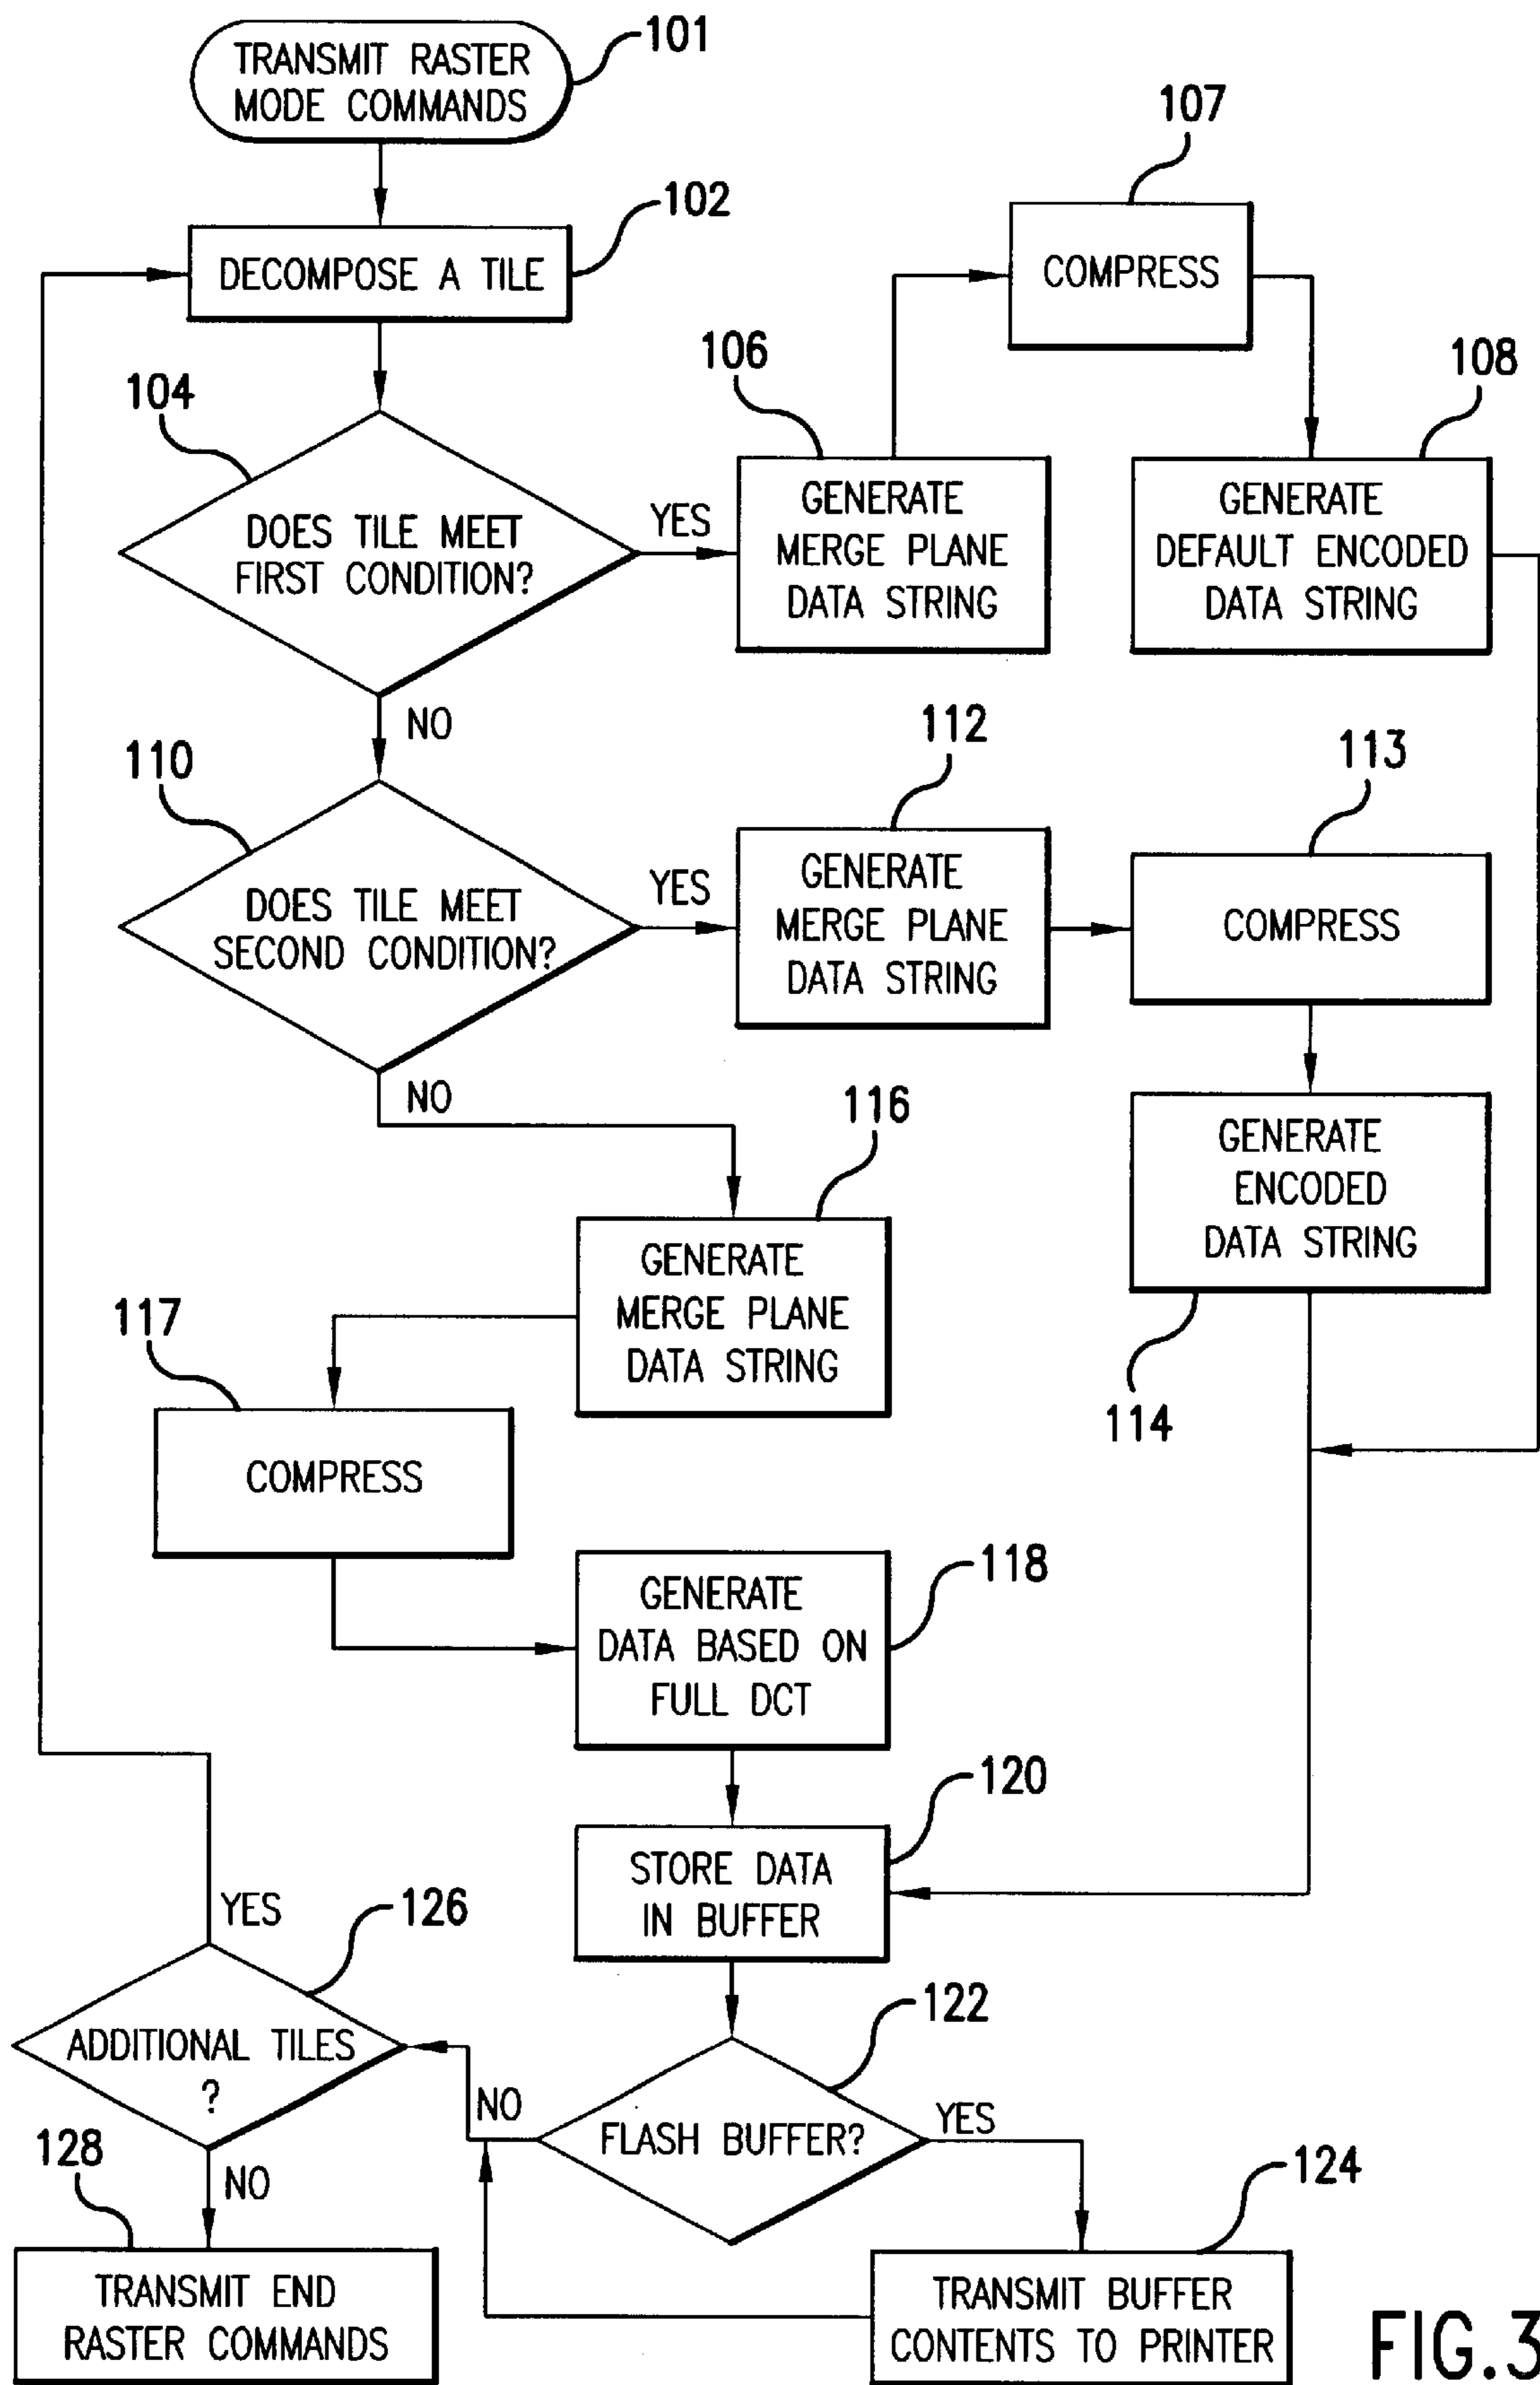 101
TRANSMIT RASTER
MODE COMMANDS
102
DECOMPOSE A TILE
107
COMPRESS
104
DOES TILE MEET
FIRST CONDITION?
YES
NO
106
GENERATE
MERGE PLANE
DATA STRING
108
GENERATE
DEFAULT ENCODED
DATA STRING
110
DOES TILE MEET
SECOND CONDITION?
YES
NO
112
GENERATE
MERGE PLANE
DATA STRING
113
COMPRESS
GENERATE
ENCODED
DATA STRING
114
116
GENERATE
MERGE PLANE
DATA STRING
117
COMPRESS
118
GENERATE
DATA BASED ON
FULL DCT
120
STORE DATA
IN BUFFER
122
FLASH BUFFER?
YES
NO
126
YES
ADDITIONAL TILES
?
NO
128
TRANSMIT END
RASTER COMMANDS
124
TRANSMIT BUFFER
CONTENTS TO PRINTER
FIG.3